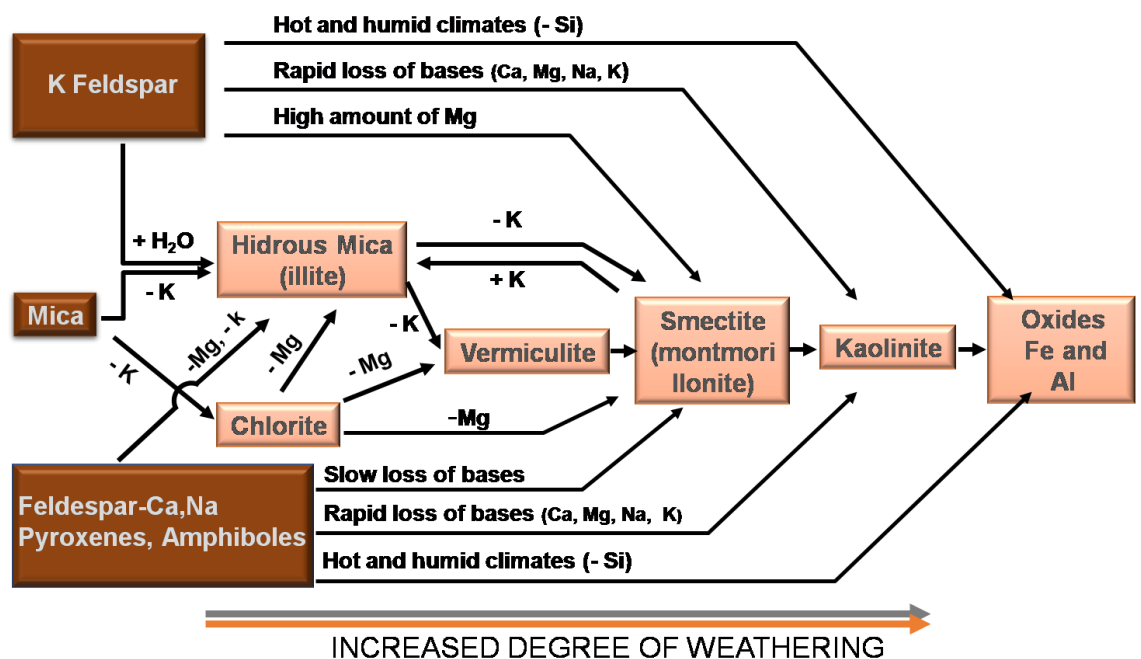 Hot and humid climates (- Si)
K Feldspar
Rapid loss of bases (Ca, Mg, Na, K)
High amount of Mg
+ H₂O
- K
Hidrous Mica
(illite)
- K
+ K
Mica
- K
-Mg, - k
- Mg
- K
- Mg
Vermiculite
Smectite
(montmori
llonite)
Kaolinite
Oxides
Fe and
Al
Chlorite
-Mg
Feldespar-Ca,Na
Pyroxenes, Amphiboles
Slow loss of bases
Rapid loss of bases (Ca, Mg, Na, K)
Hot and humid climates (- Si)
INCREASED DEGREE OF WEATHERING